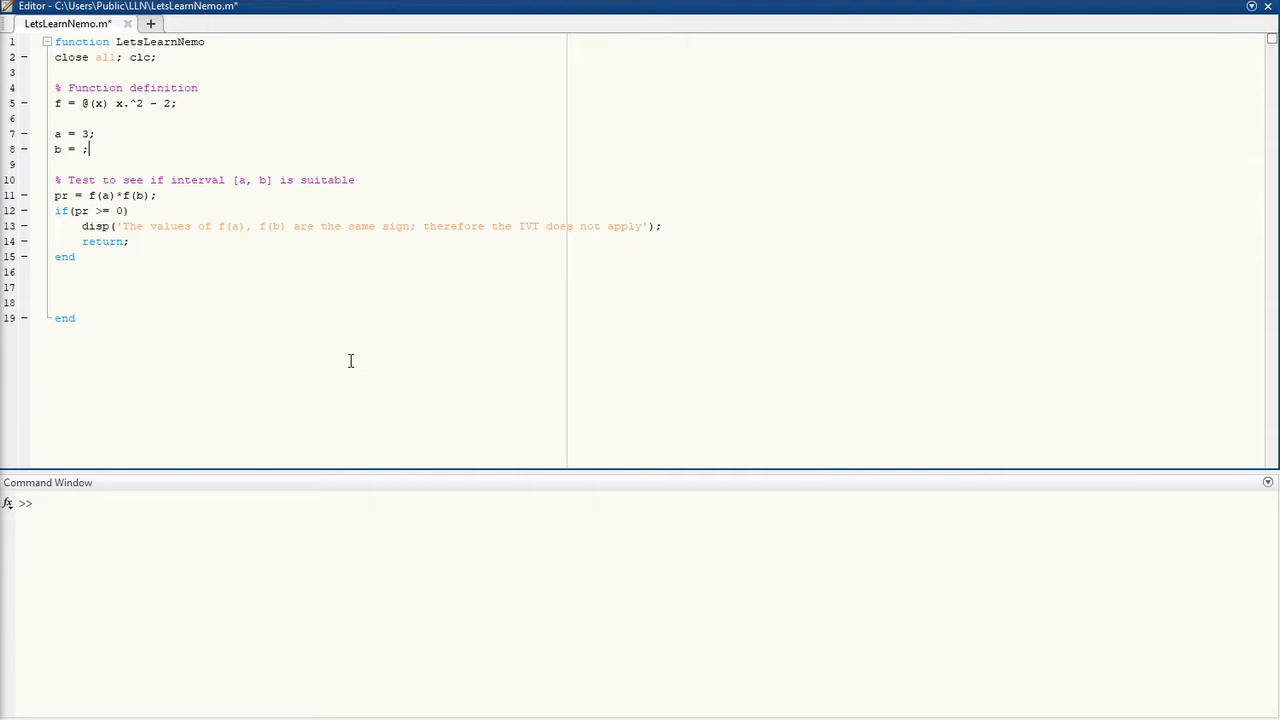 Editor - C:\Users\Public\LLN\LetsLearnNemo.m*
LetsLearnNemo.m* × +
1 function LetsLearnNemo
2 close all; clc;
3
4 % Function definition
5 f = @(x) x.^2 - 2;
6
7 a = 3;
8 b = ;
9
10 % Test to see if interval [a, b] is suitable
11 pr = f(a)*f(b);
12 if(pr >= 0)
13 disp('The values of f(a), f(b) are the same sign; therefore the IVT does not apply');
14 return;
15 end
16
17
18
19 end
Command Window
fx >>